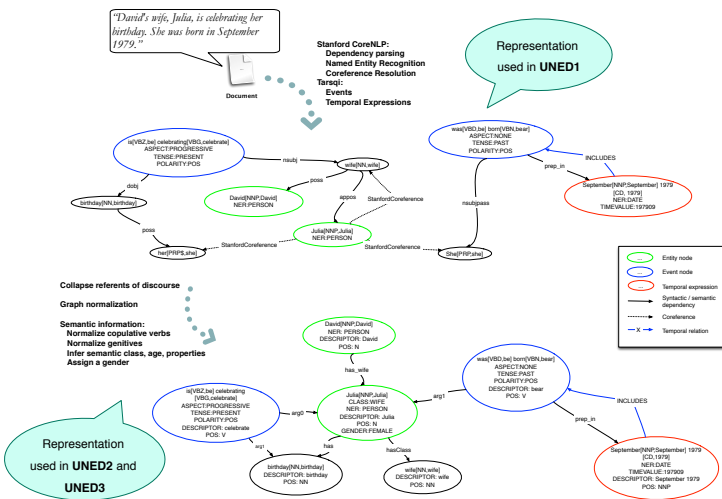 “David's wife, Julia, is celebrating her
birthday. She was born in September
1979.”
Document
Stanford CoreNLP:
Dependency parsing
Named Entity Recognition
Coreference Resolution
Tarsqi:
Events
Temporal Expressions
Representation
used in UNED1
is[VBZ,be] celebrating[VBG,celebrate]
ASPECT:PROGRESSIVE
TENSE:PRESENT
POLARITY:POS
nsubj
wife[NN,wife]
was[VBD,be] born[VBN,bear]
ASPECT:NONE
TENSE:PAST
POLARITY:POS
INCLUDES
prep_in
dobj
poss
appos
StanfordCoreference
David[NNP,David]
NER:PERSON
September[NNP,September] 1979
[CD, 1979]
NER:DATE
TIMEVALUE:197909
birthday[NN,birthday]
nsubjpass
StanfordCoreference
poss
Julia[NNP,Julia]
NER:PERSON
StanfordCoreference
StanfordCoreference
her[PRP$,she]
She[PRP,she]
... Entity node
... Event node
... Temporal expression
Syntactic / semantic
dependency
Coreference
X Temporal relation
Collapse referents of discourse
Graph normalization
Semantic information:
Normalize copulative verbs
Normalize genitives
Infer semantic class, age, properties
Assign a gender
David[NNP,David]
NER: PERSON
DESCRIPTOR: David
POS: N
has_wife
was[VBD,be] born[VBN,bear]
ASPECT:NONE
TENSE:PAST
POLARITY:POS
DESCRIPTOR: bear
POS: V
is[VBZ,be] celebrating
[VBG,celebrate]
ASPECT:PROGRESSIVE
TENSE:PRESENT
POLARITY:POS
DESCRIPTOR: celebrate
POS: V
arg0
Julia[NNP,Julia]
CLASS:WIFE
NER: PERSON
DESCRIPTOR: Julia
POS: N
GENDER:FEMALE
arg1
INCLUDES
prep_in
arg1
has
hasClass
Representation
used in UNED2 and
UNED3
birthday[NN,birthday]
DESCRIPTOR: birthday
POS: NN
wife[NN,wife]
DESCRIPTOR: wife
POS: NN
September[NNP,September] 1979
[CD,1979]
NER:DATE
TIMEVALUE:197909
DESCRIPTOR: September 1979
POS: NNP